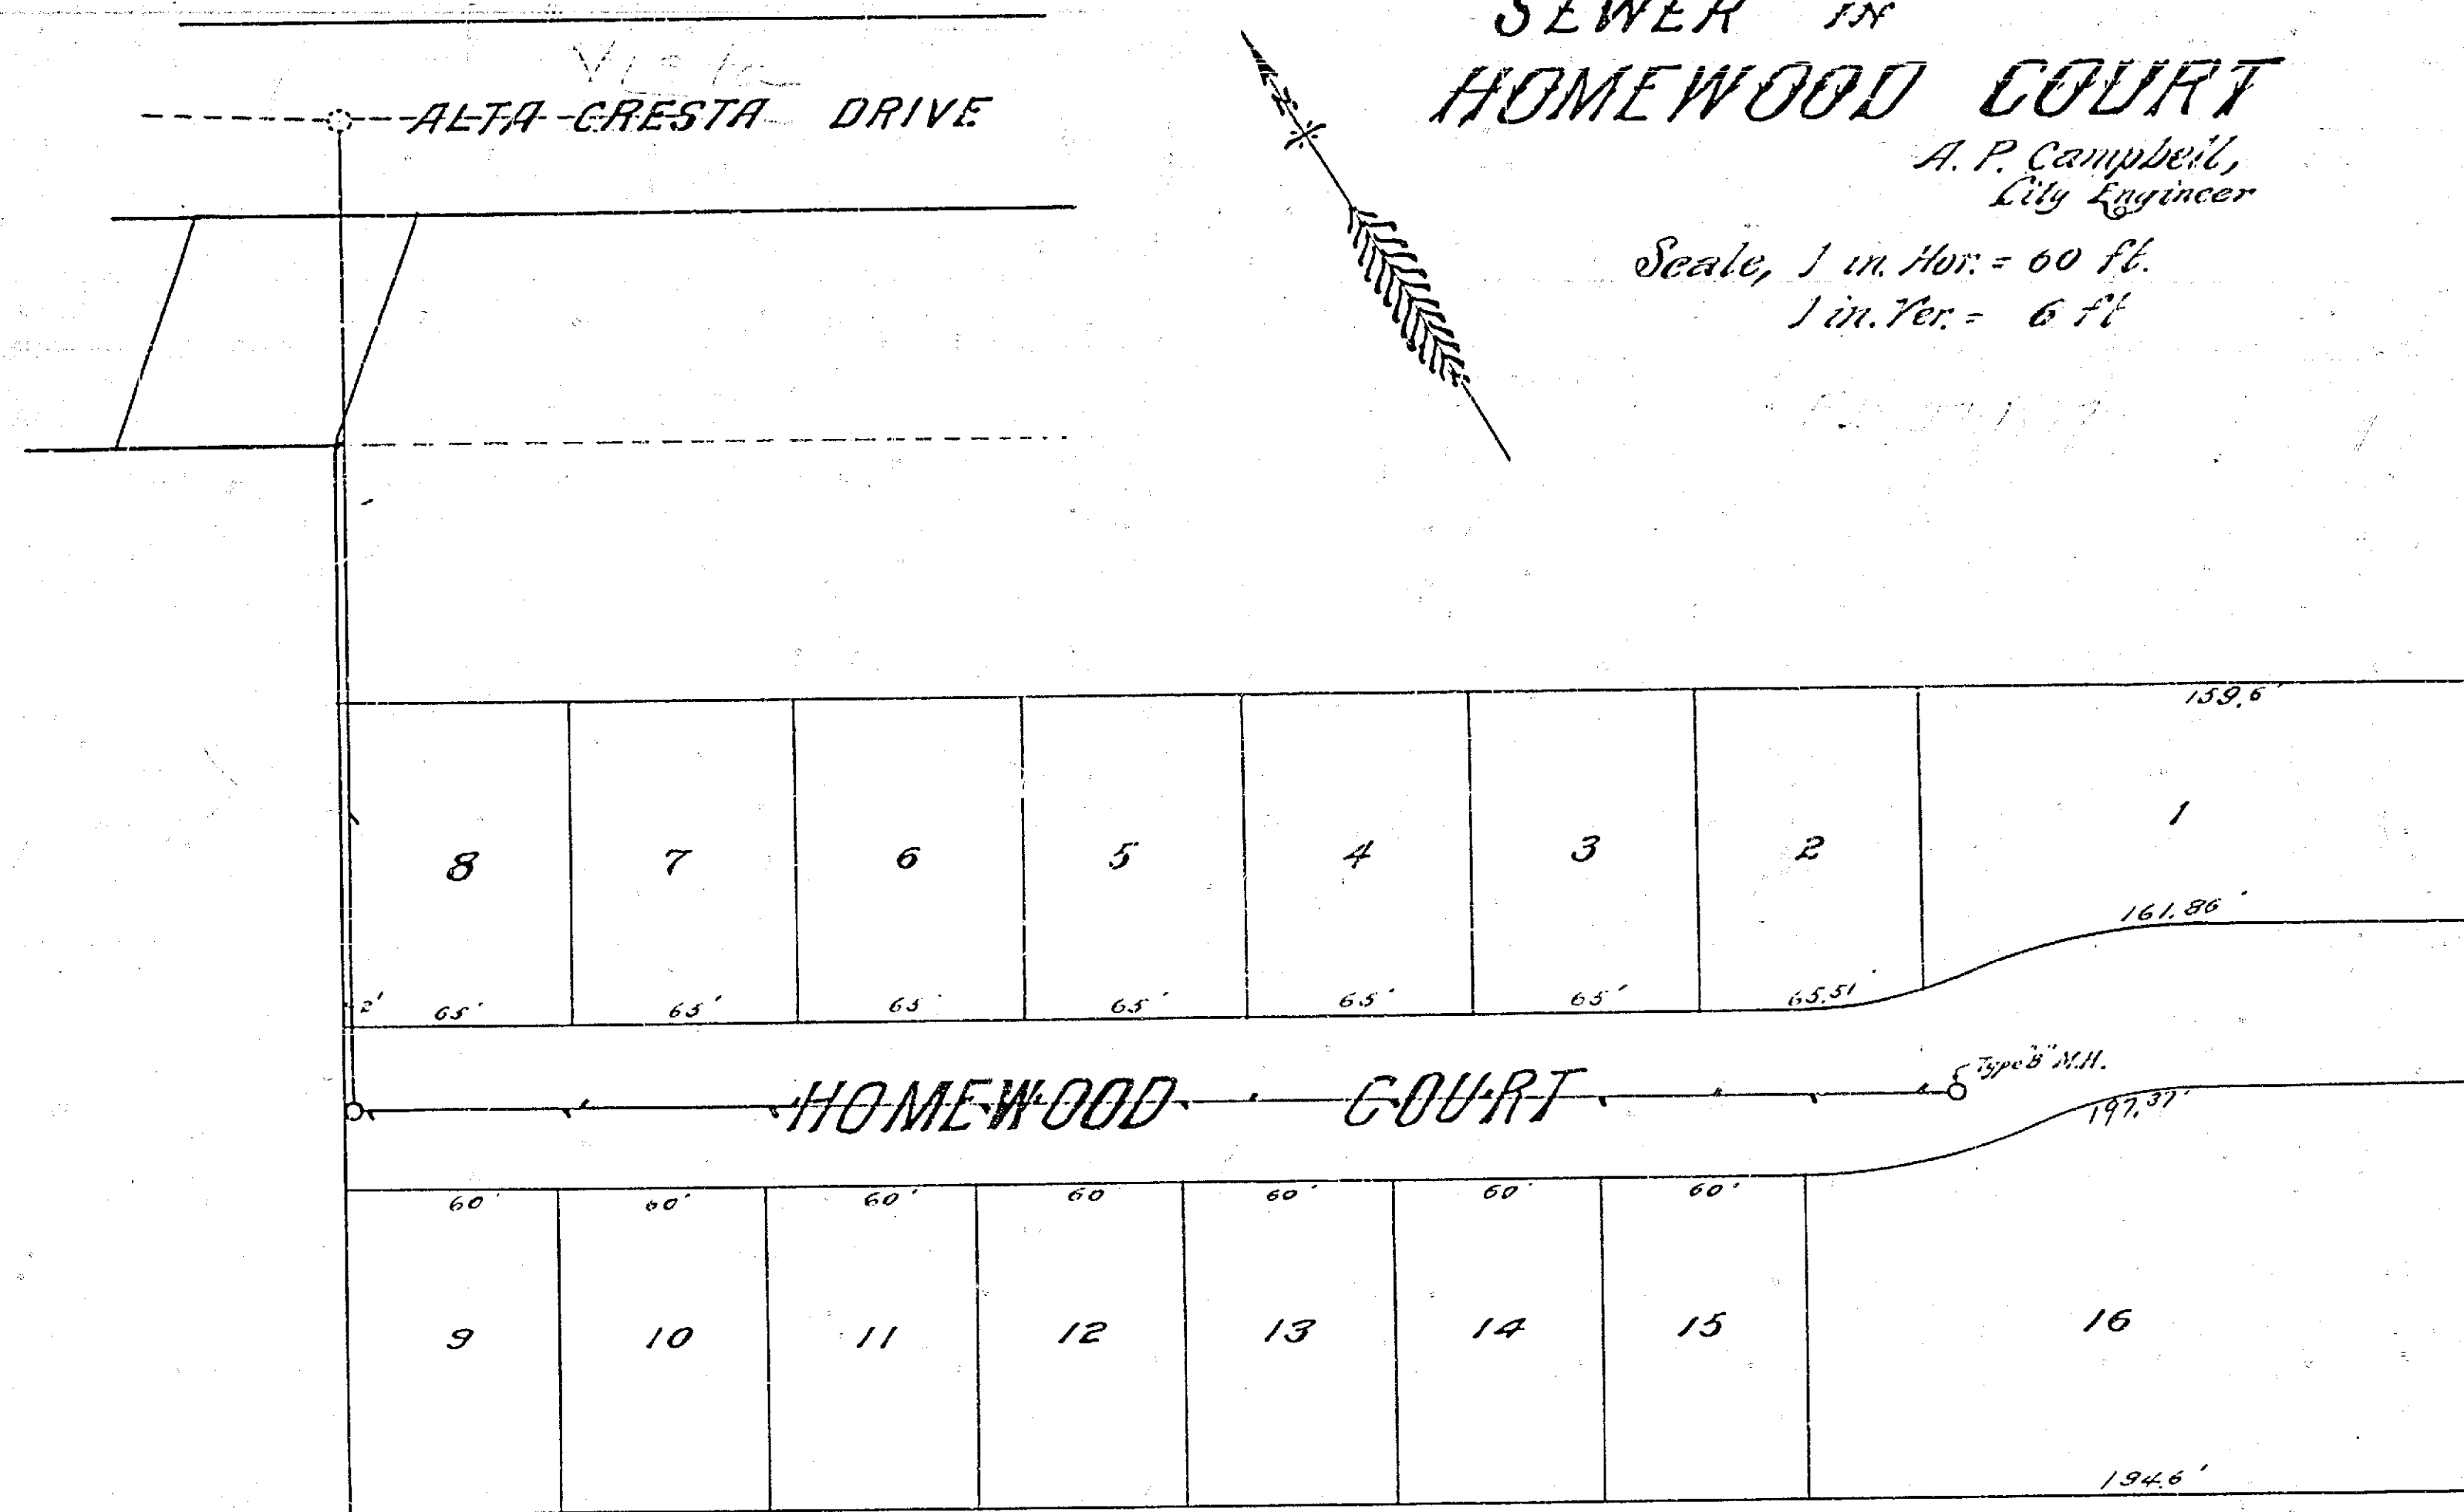 SEWER IN
HOMEWOOD COURT
A. P. Campbell,
City Engineer
Scale, 1 in. Hor. = 60 ft.
1 in. Ver. = 6 ft
Vista
ALTA CRESTA DRIVE
159.6'
8 7 6 5 4 3 2 1
161.86'
2' 65' 65' 65' 65' 65' 65' 65.51'
Type "B" M.H.
HOMEWOOD COURT
197.37'
60' 60' 60' 60 60' 60' 60'
9 10 11 12 13 14 15 16
194.6'